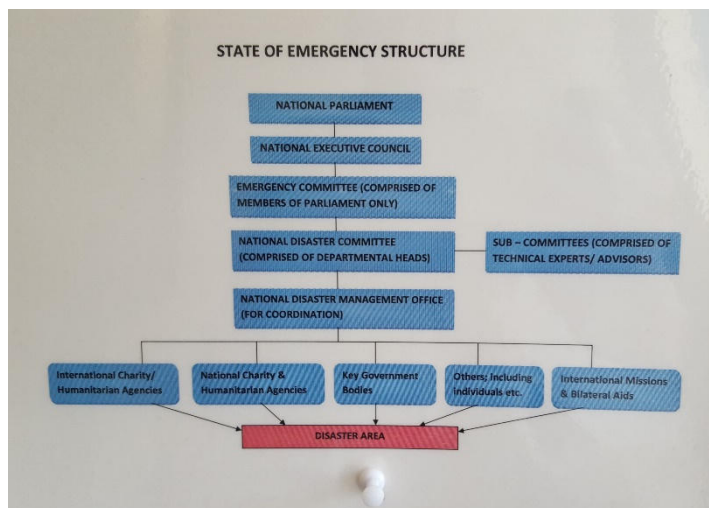 STATE OF EMERGENCY STRUCTURE
NATIONAL PARLIAMENT
NATIONAL EXECUTIVE COUNCIL
EMERGENCY COMMITTEE (COMPRISED OF
MEMBERS OF PARLIAMENT ONLY)
NATIONAL DISASTER COMMITTEE
(COMPRISED OF DEPARTMENTAL HEADS)
SUB – COMMITTEES (COMPRISED OF
TECHNICAL EXPERTS/ ADVISORS)
NATIONAL DISASTER MANAGEMENT OFFICE
(FOR COORDINATION)
International Charity/
Humanitarian Agencies
National Charity &
Humanitarian Agencies
Key Government
Bodies
Others; including
individuals etc.
International Missions
& Bilateral Aids
DISASTER AREA